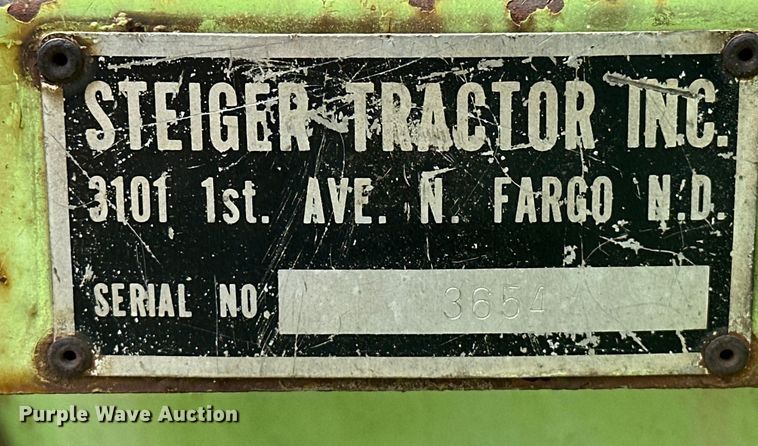 STEIGER TRACTOR INC.
3101 1st. AVE. N. FARGO N.D.
SERIAL NO. 3654
Purple Wave Auction